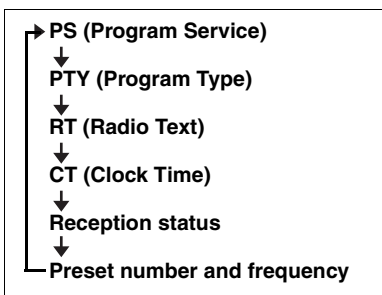 PS (Program Service)
PTY (Program Type)
RT (Radio Text)
CT (Clock Time)
Reception status
Preset number and frequency